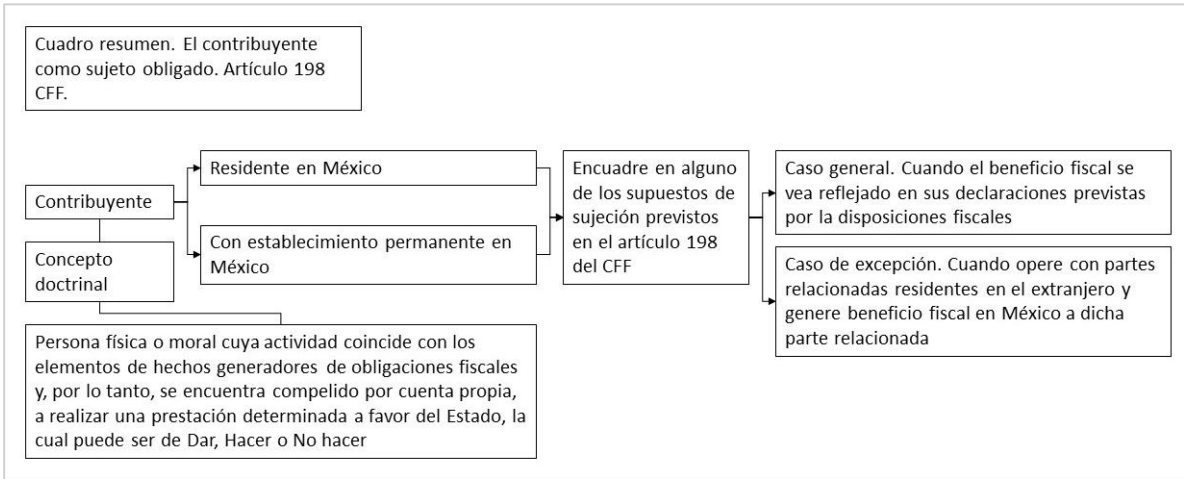 Cuadro resumen. El contribuyente
como sujeto obligado. Artículo 198
CFF.
Contribuyente
Concepto
doctrinal
Persona física o moral cuya actividad coincide con los
elementos de hechos generadores de obligaciones fiscales
y, por lo tanto, se encuentra compelido por cuenta propia,
a realizar una prestación determinada a favor del Estado, la
cual puede ser de Dar, Hacer o No hacer
Residente en México
Con establecimiento permanente en
México
Encuadre en alguno
de los supuestos de
sujeción previstos
en el artículo 198
del CFF
Caso general. Cuando el beneficio fiscal se
vea reflejado en sus declaraciones previstas
por la disposiciones fiscales
Caso de excepción. Cuando opere con partes
relacionadas residentes en el extranjero y
genere beneficio fiscal en México a dicha
parte relacionada